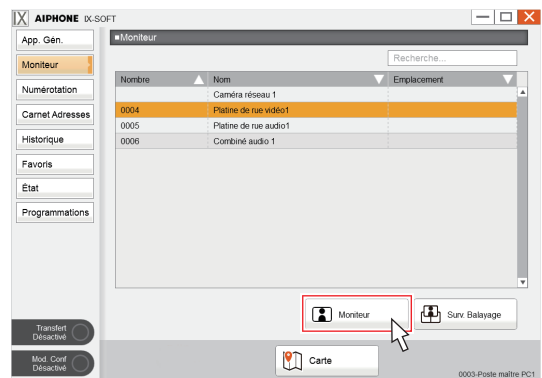 IX AIPHONE IX-SOFT
App. Gén.
Moniteur
Numérotation
Carnet Adresses
Historique
Favoris
État
Programmations
Transfert
Désactivé
Mod. Conf
Désactivé
■Moniteur
Recherche...
Nombre Nom Emplacement
Caméra réseau 1
0004 Platine de rue vidéo1
0005 Platine de rue audio1
0006 Combiné audio 1
Moniteur Surv. Balayage
Carte
0003-Poste maître PC1